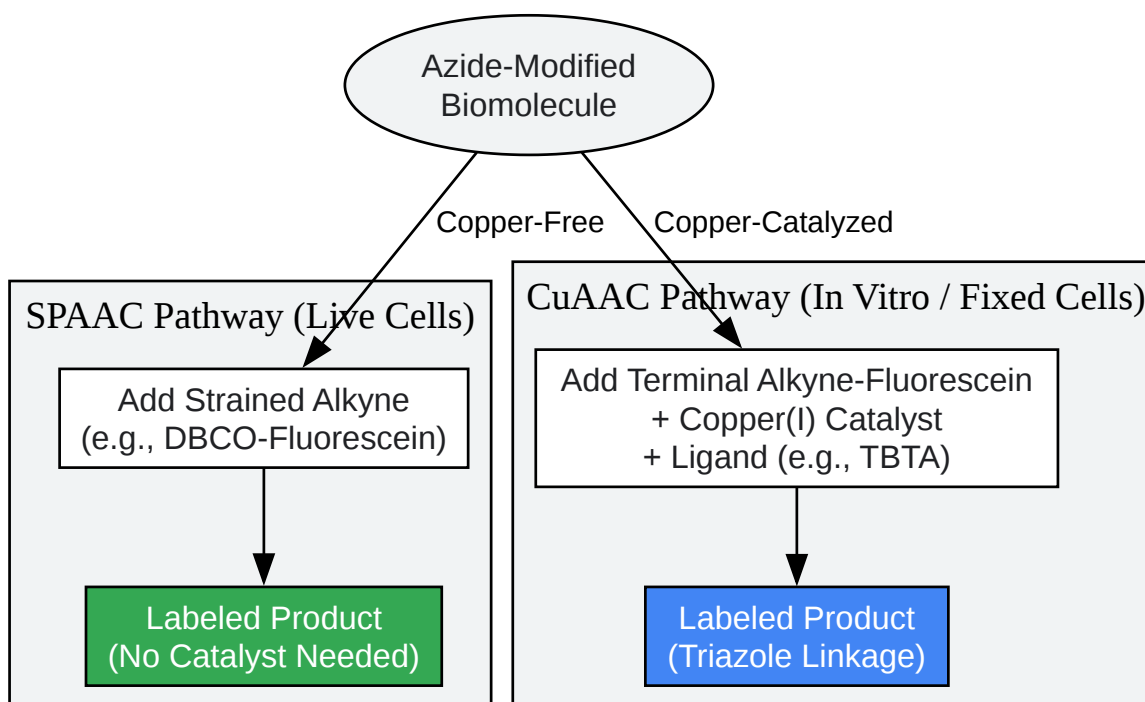 Azide-Modified
Biomolecule
Copper-Free
Copper-Catalyzed
SPAAC Pathway (Live Cells)
Add Strained Alkyne
(e.g., DBCO-Fluorescein)
Labeled Product
(No Catalyst Needed)
CuAAC Pathway (In Vitro / Fixed Cells)
Add Terminal Alkyne-Fluorescein
+ Copper(I) Catalyst
+ Ligand (e.g., TBTA)
Labeled Product
(Triazole Linkage)